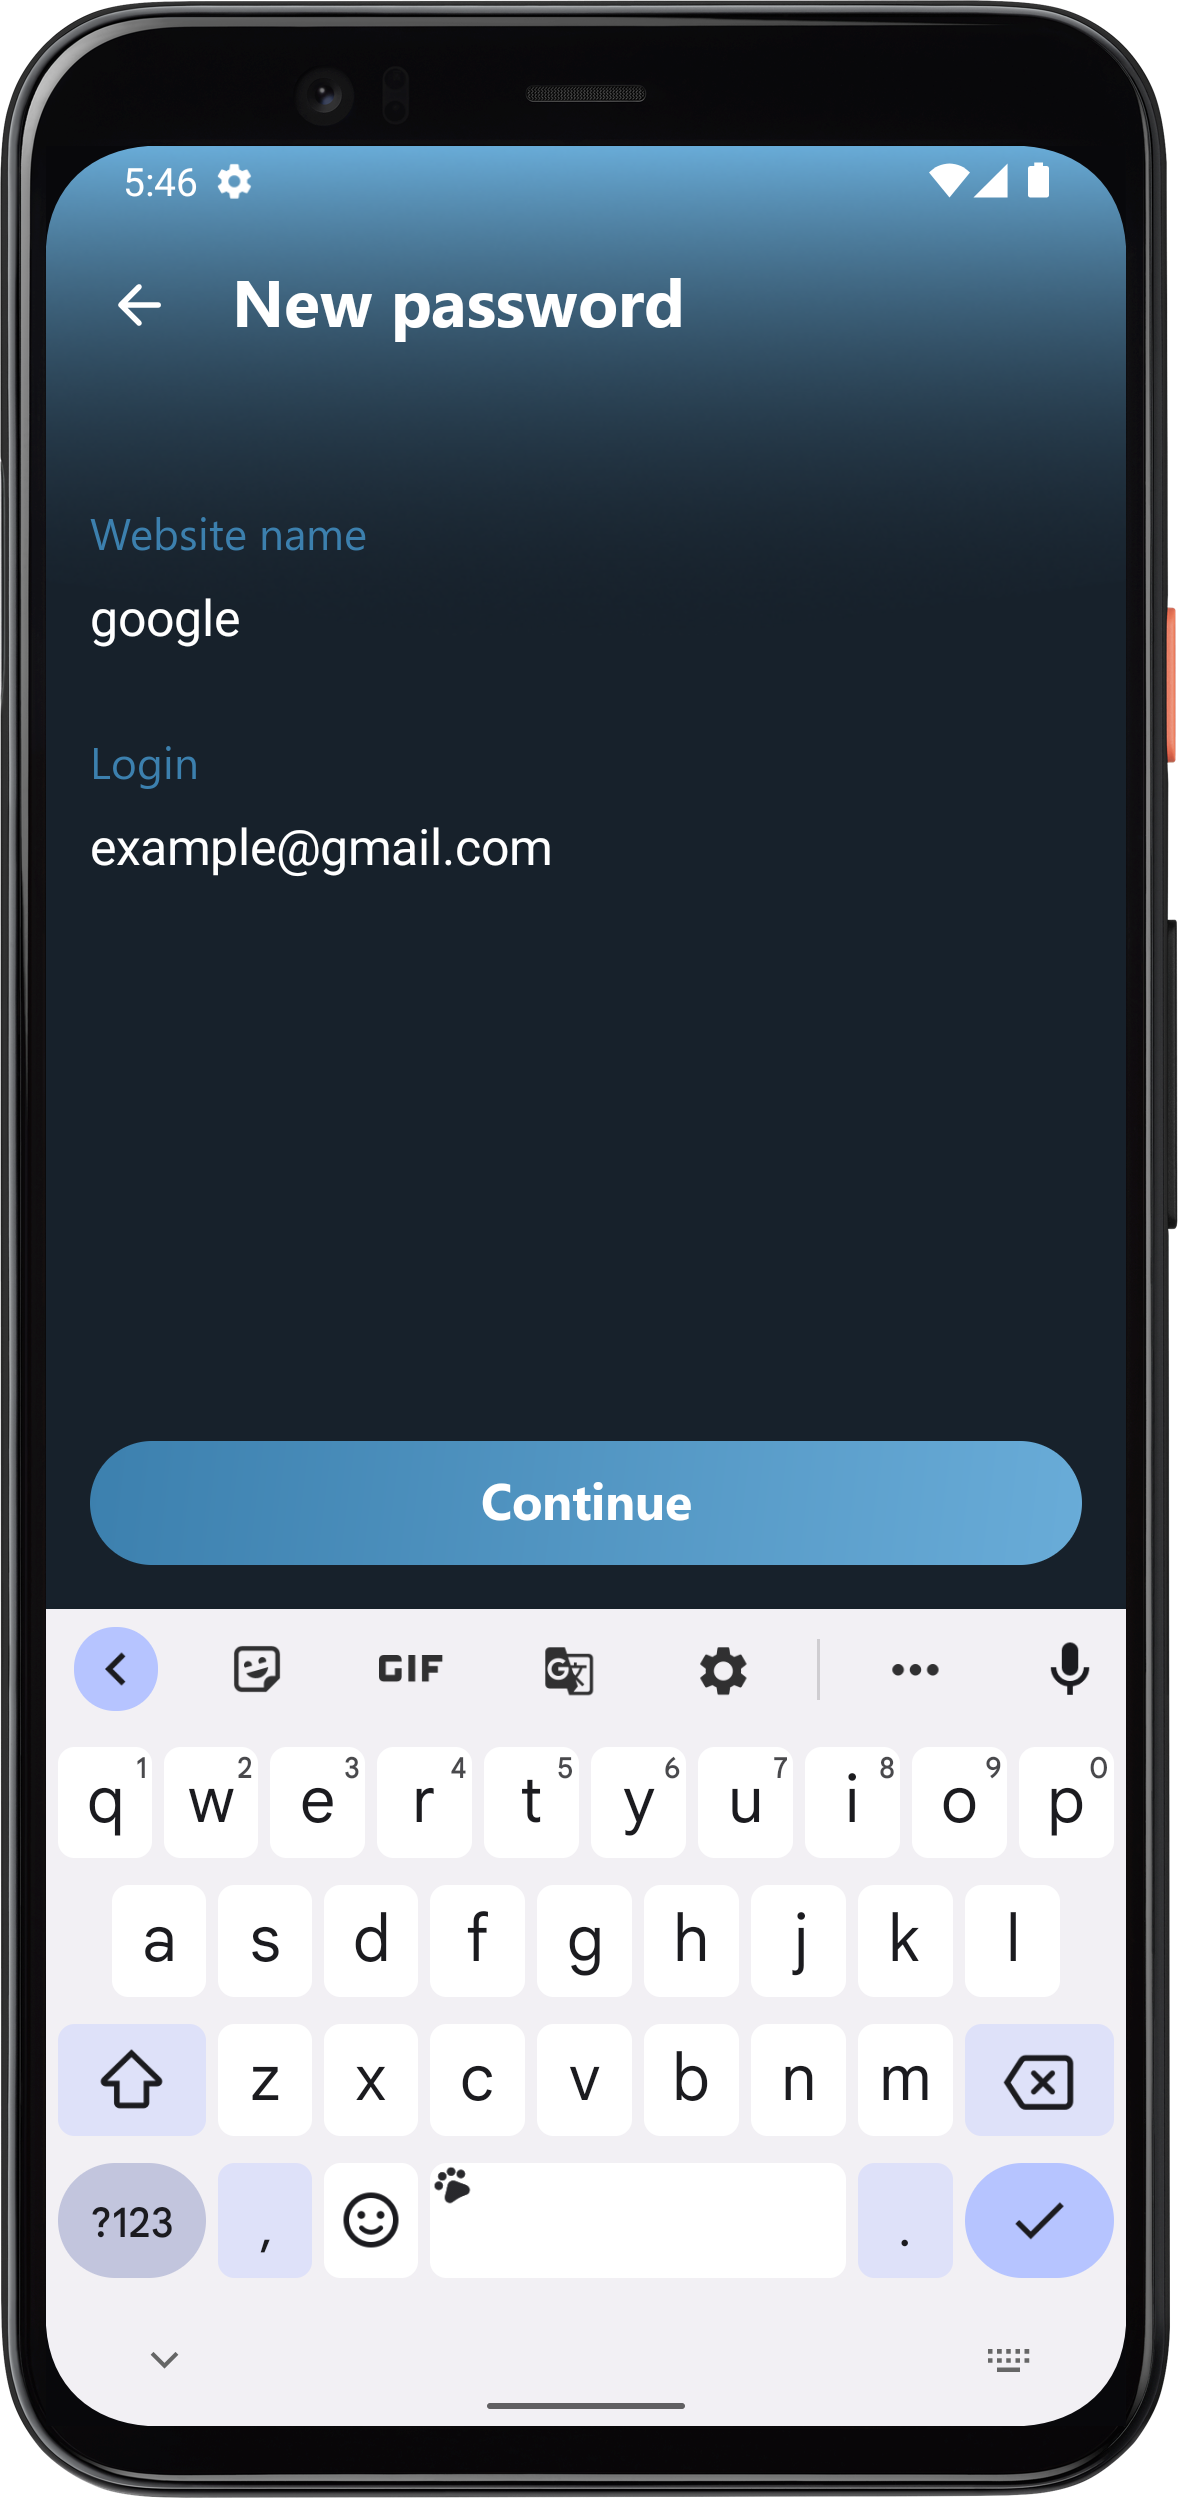 5:46
New password
Website name
google
Login
example@gmail.com
Continue
GIF
G
1 2 3 4 5 6 7 8 9 0
q w e r t y u i o p
a s d f g h j k l
z x c v b n m
?123 , .